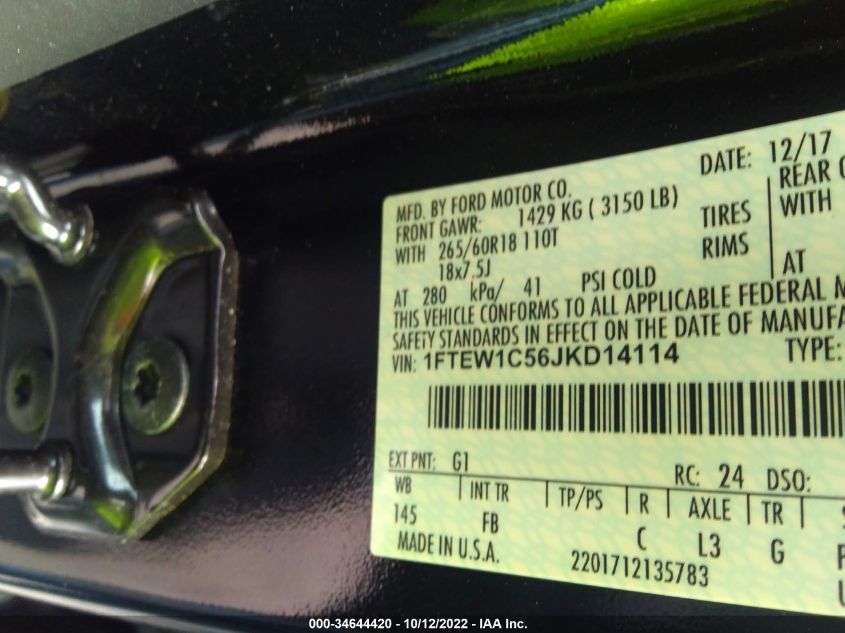 DATE: 12/17
MFD. BY FORD MOTOR CO.
FRONT GAWR: 1429 KG ( 3150 LB)
REAR
WITH 265/60R18 110T TIRES WITH
18x7.5J RIMS
AT 280 kPa/ 41 PSI COLD AT
THIS VEHICLE CONFORMS TO ALL APPLICABLE FEDERAL M
SAFETY STANDARDS IN EFFECT ON THE DATE OF MANUFA
VIN: 1FTEW1C56JKD14114 TYPE:
EXT PNT: G1 RC: 24 DSO:
WB INT TR TP/PS R AXLE TR S
145 FB C L3 G
MADE IN U.S.A. 2201712135783
000-34644420 - 10/12/2022 - IAA Inc.